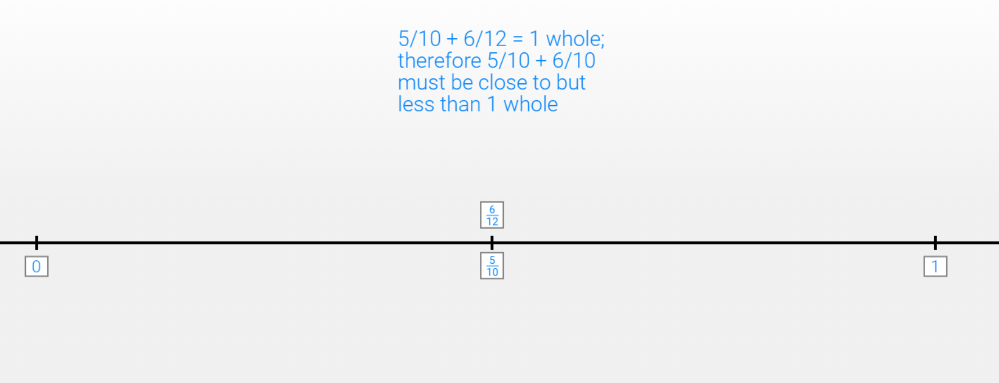 5/10 + 6/12 = 1 whole;
therefore 5/10 + 6/10
must be close to but
less than 1 whole
6
12
0
5
10
1